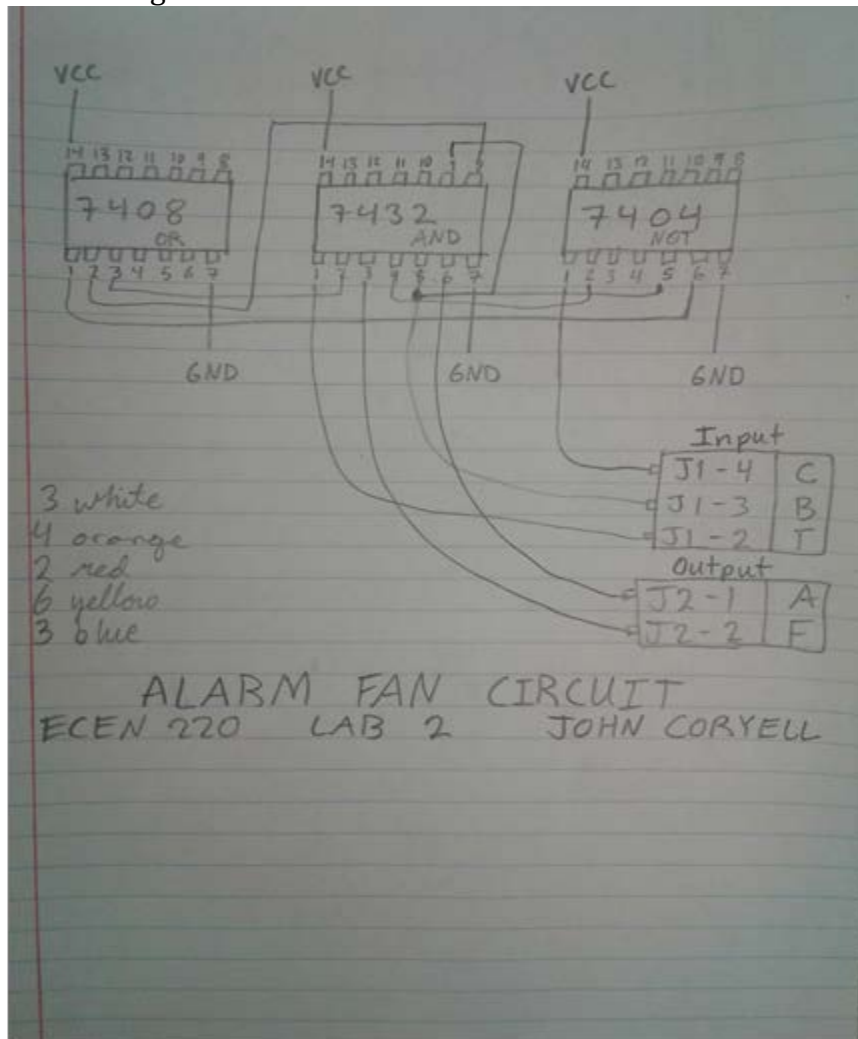 VCC VCC VCC
14 13 12 11 10 9 8 14 13 12 11 10 9 8 14 13 12 11 10 9 8
7408 7432 7404
OR AND NOT
1 2 3 4 5 6 7 1 2 3 4 5 6 7 1 2 3 4 5 6 7
GND GND GND
Input
J1-4 C
J1-3 B
J1-2 T
Output
J2-1 A
J2-2 F
3 white
4 orange
2 red
6 yellow
3 blue
ALARM FAN CIRCUIT
ECEN 220 LAB 2 JOHN CORYELL